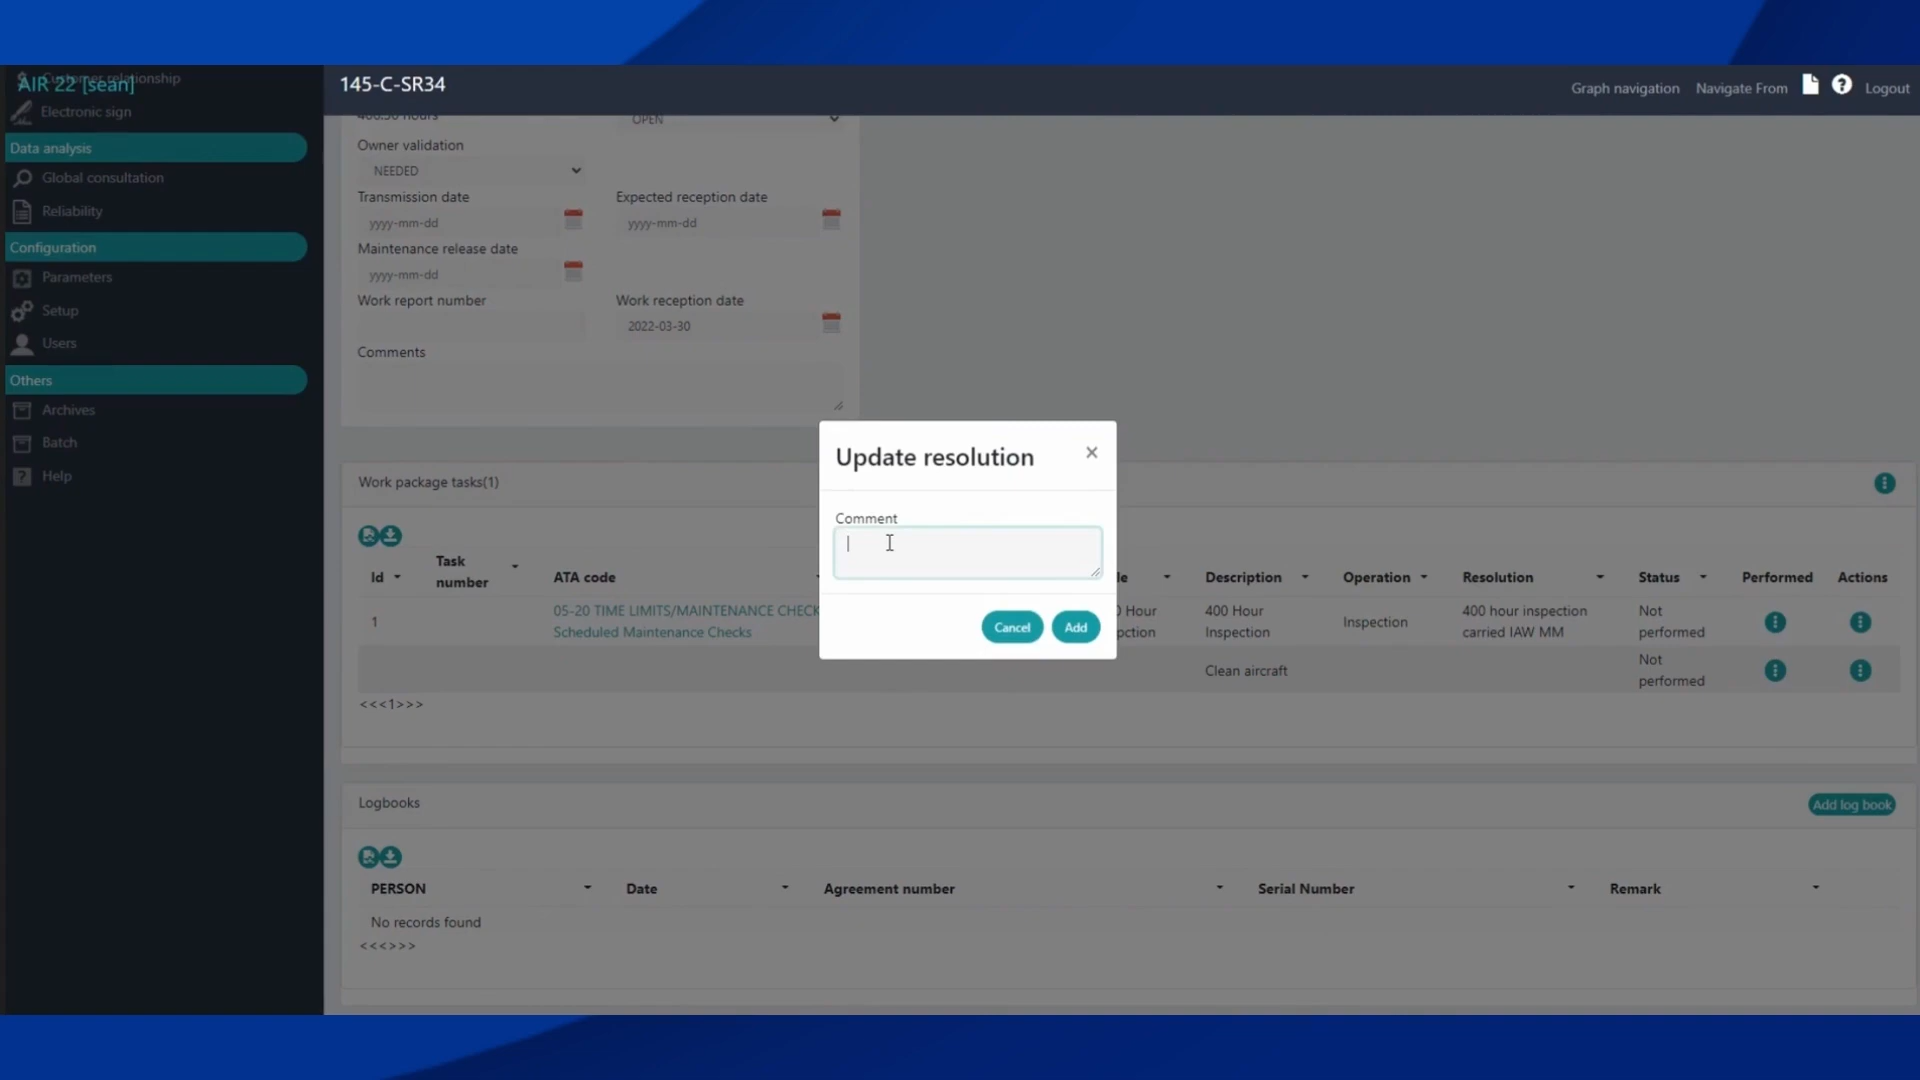 Customer relationship
AIR 22 [sean]
Electronic sign
Data analysis
Global consultation
Reliability
Configuration
Parameters
Setup
Users
Others
Archives
Batch
Help
145-C-SR34
Graph navigation
Navigate From
Logout
OPEN
Owner validation
NEEDED
Transmission date
Expected reception date
yyyy-mm-dd
yyyy-mm-dd
Maintenance release date
yyyy-mm-dd
Work report number
Work reception date
2022-03-30
Comments
Update resolution
×
Comment
Cancel
Add
Work package tasks(1)
Id
Task
number
ATA code
Description
Operation
Resolution
Status
Performed
Actions
1
05-20 TIME LIMITS/MAINTENANCE CHECK
Scheduled Maintenance Checks
Hour
400 Hour
Inspection
Inspection
400 hour inspection
carried IAW MM
Not
performed
Clean aircraft
Not
performed
<<<1>>>
Logbooks
Add log book
PERSON
Date
Agreement number
Serial Number
Remark
No records found
<<<>>>